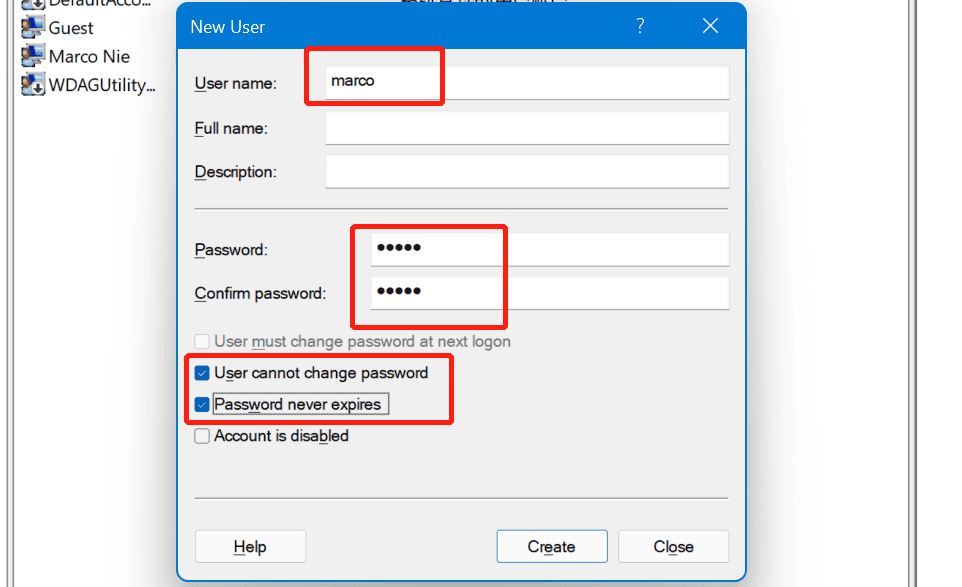 DefaultAcco...
Guest
Marco Nie
WDAGUtility...
New User
?
User name:
marco
Full name:
Description:
Password:
•••••
Confirm password:
•••••
User must change password at next logon
User cannot change password
Password never expires
Account is disabled
Help
Create
Close